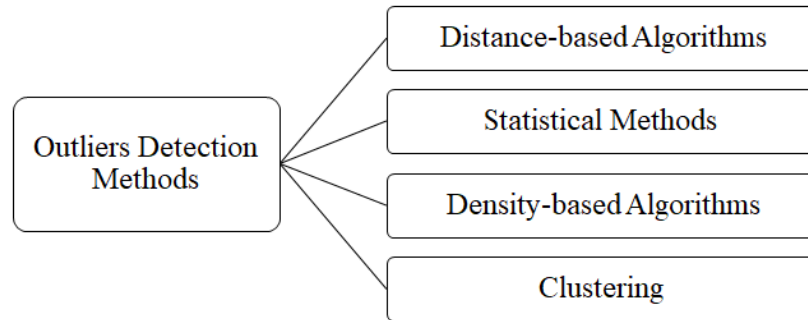 Distance-based Algorithms
Statistical Methods
Outliers Detection
Methods
Density-based Algorithms
Clustering